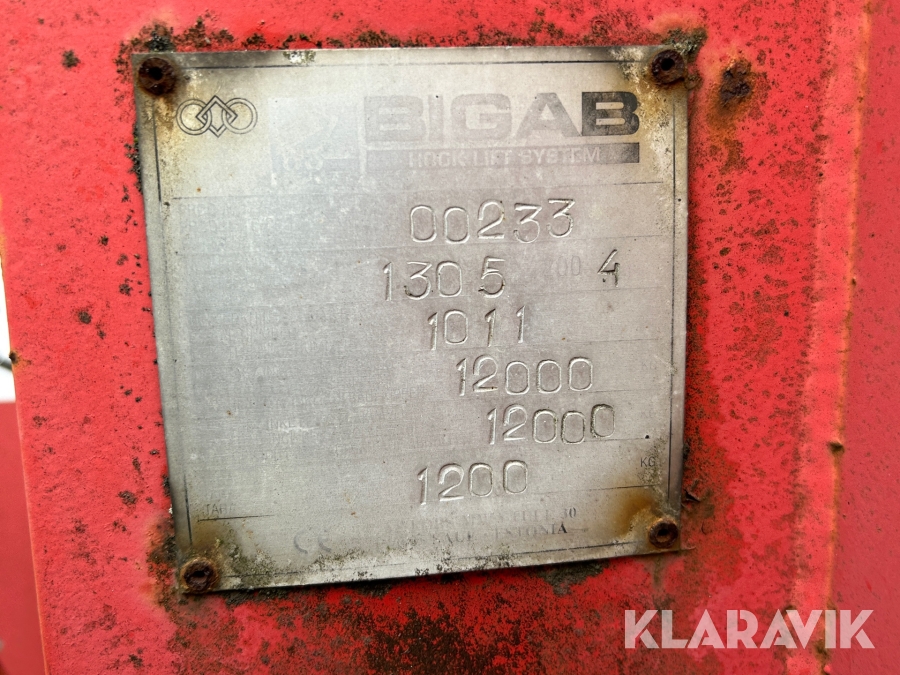 BIGAB
HOOK LIFT SYSTEM
00233
1305 4
1011
12000
12000
1200
KG
ESTONIA
KLARAVIK